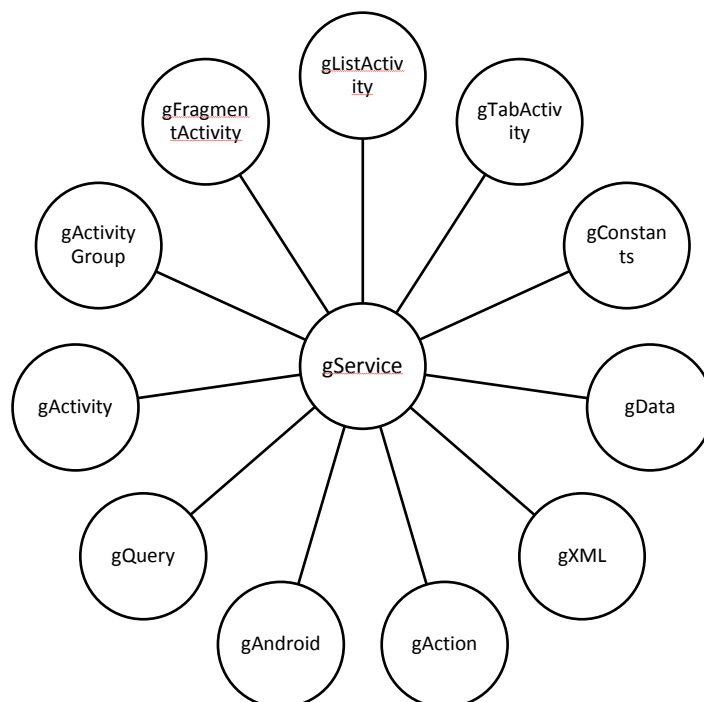 gListActiv
ity
gFragmen
tActivity
gTabActiv
ity
gActivity
Group
gConstan
ts
gService
gActivity
gData
gQuery
gXML
gAndroid
gAction